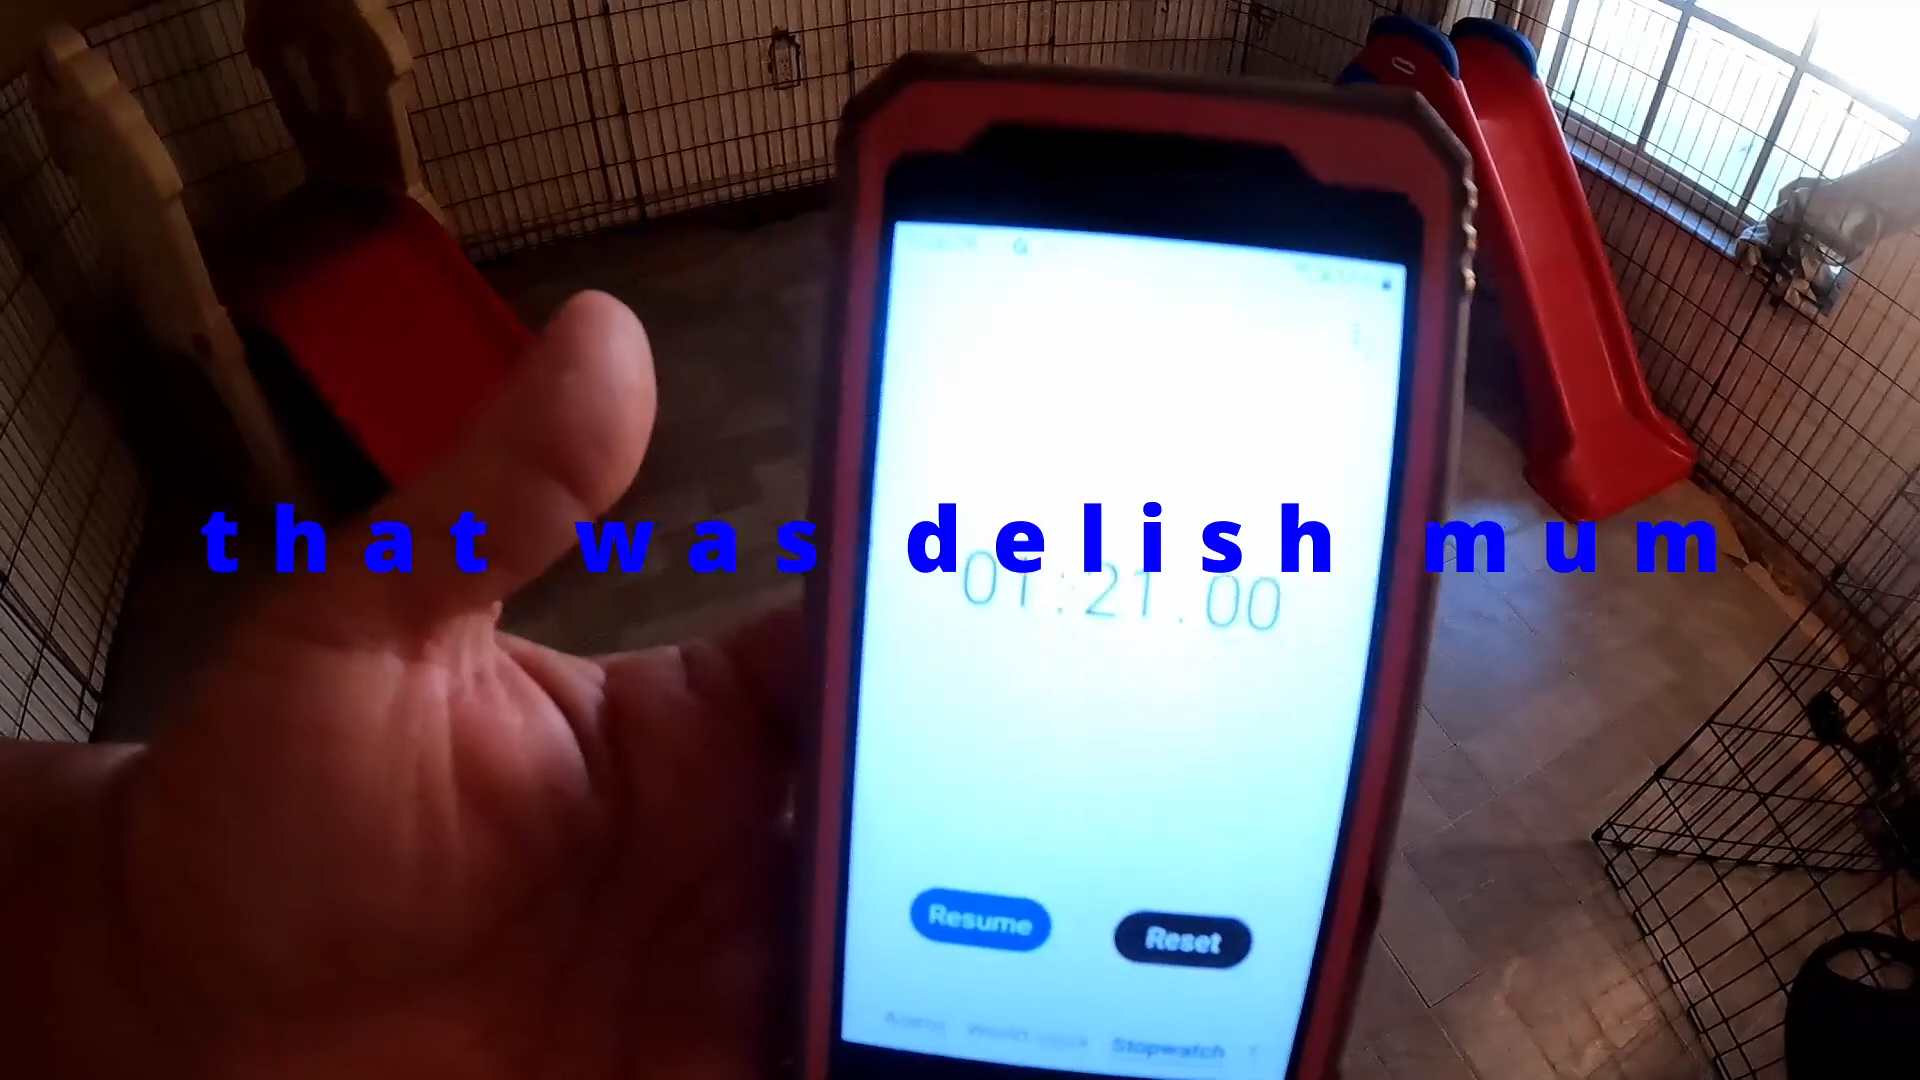 that was delish mum
01:21.00
Resume Reset
Stopwatch